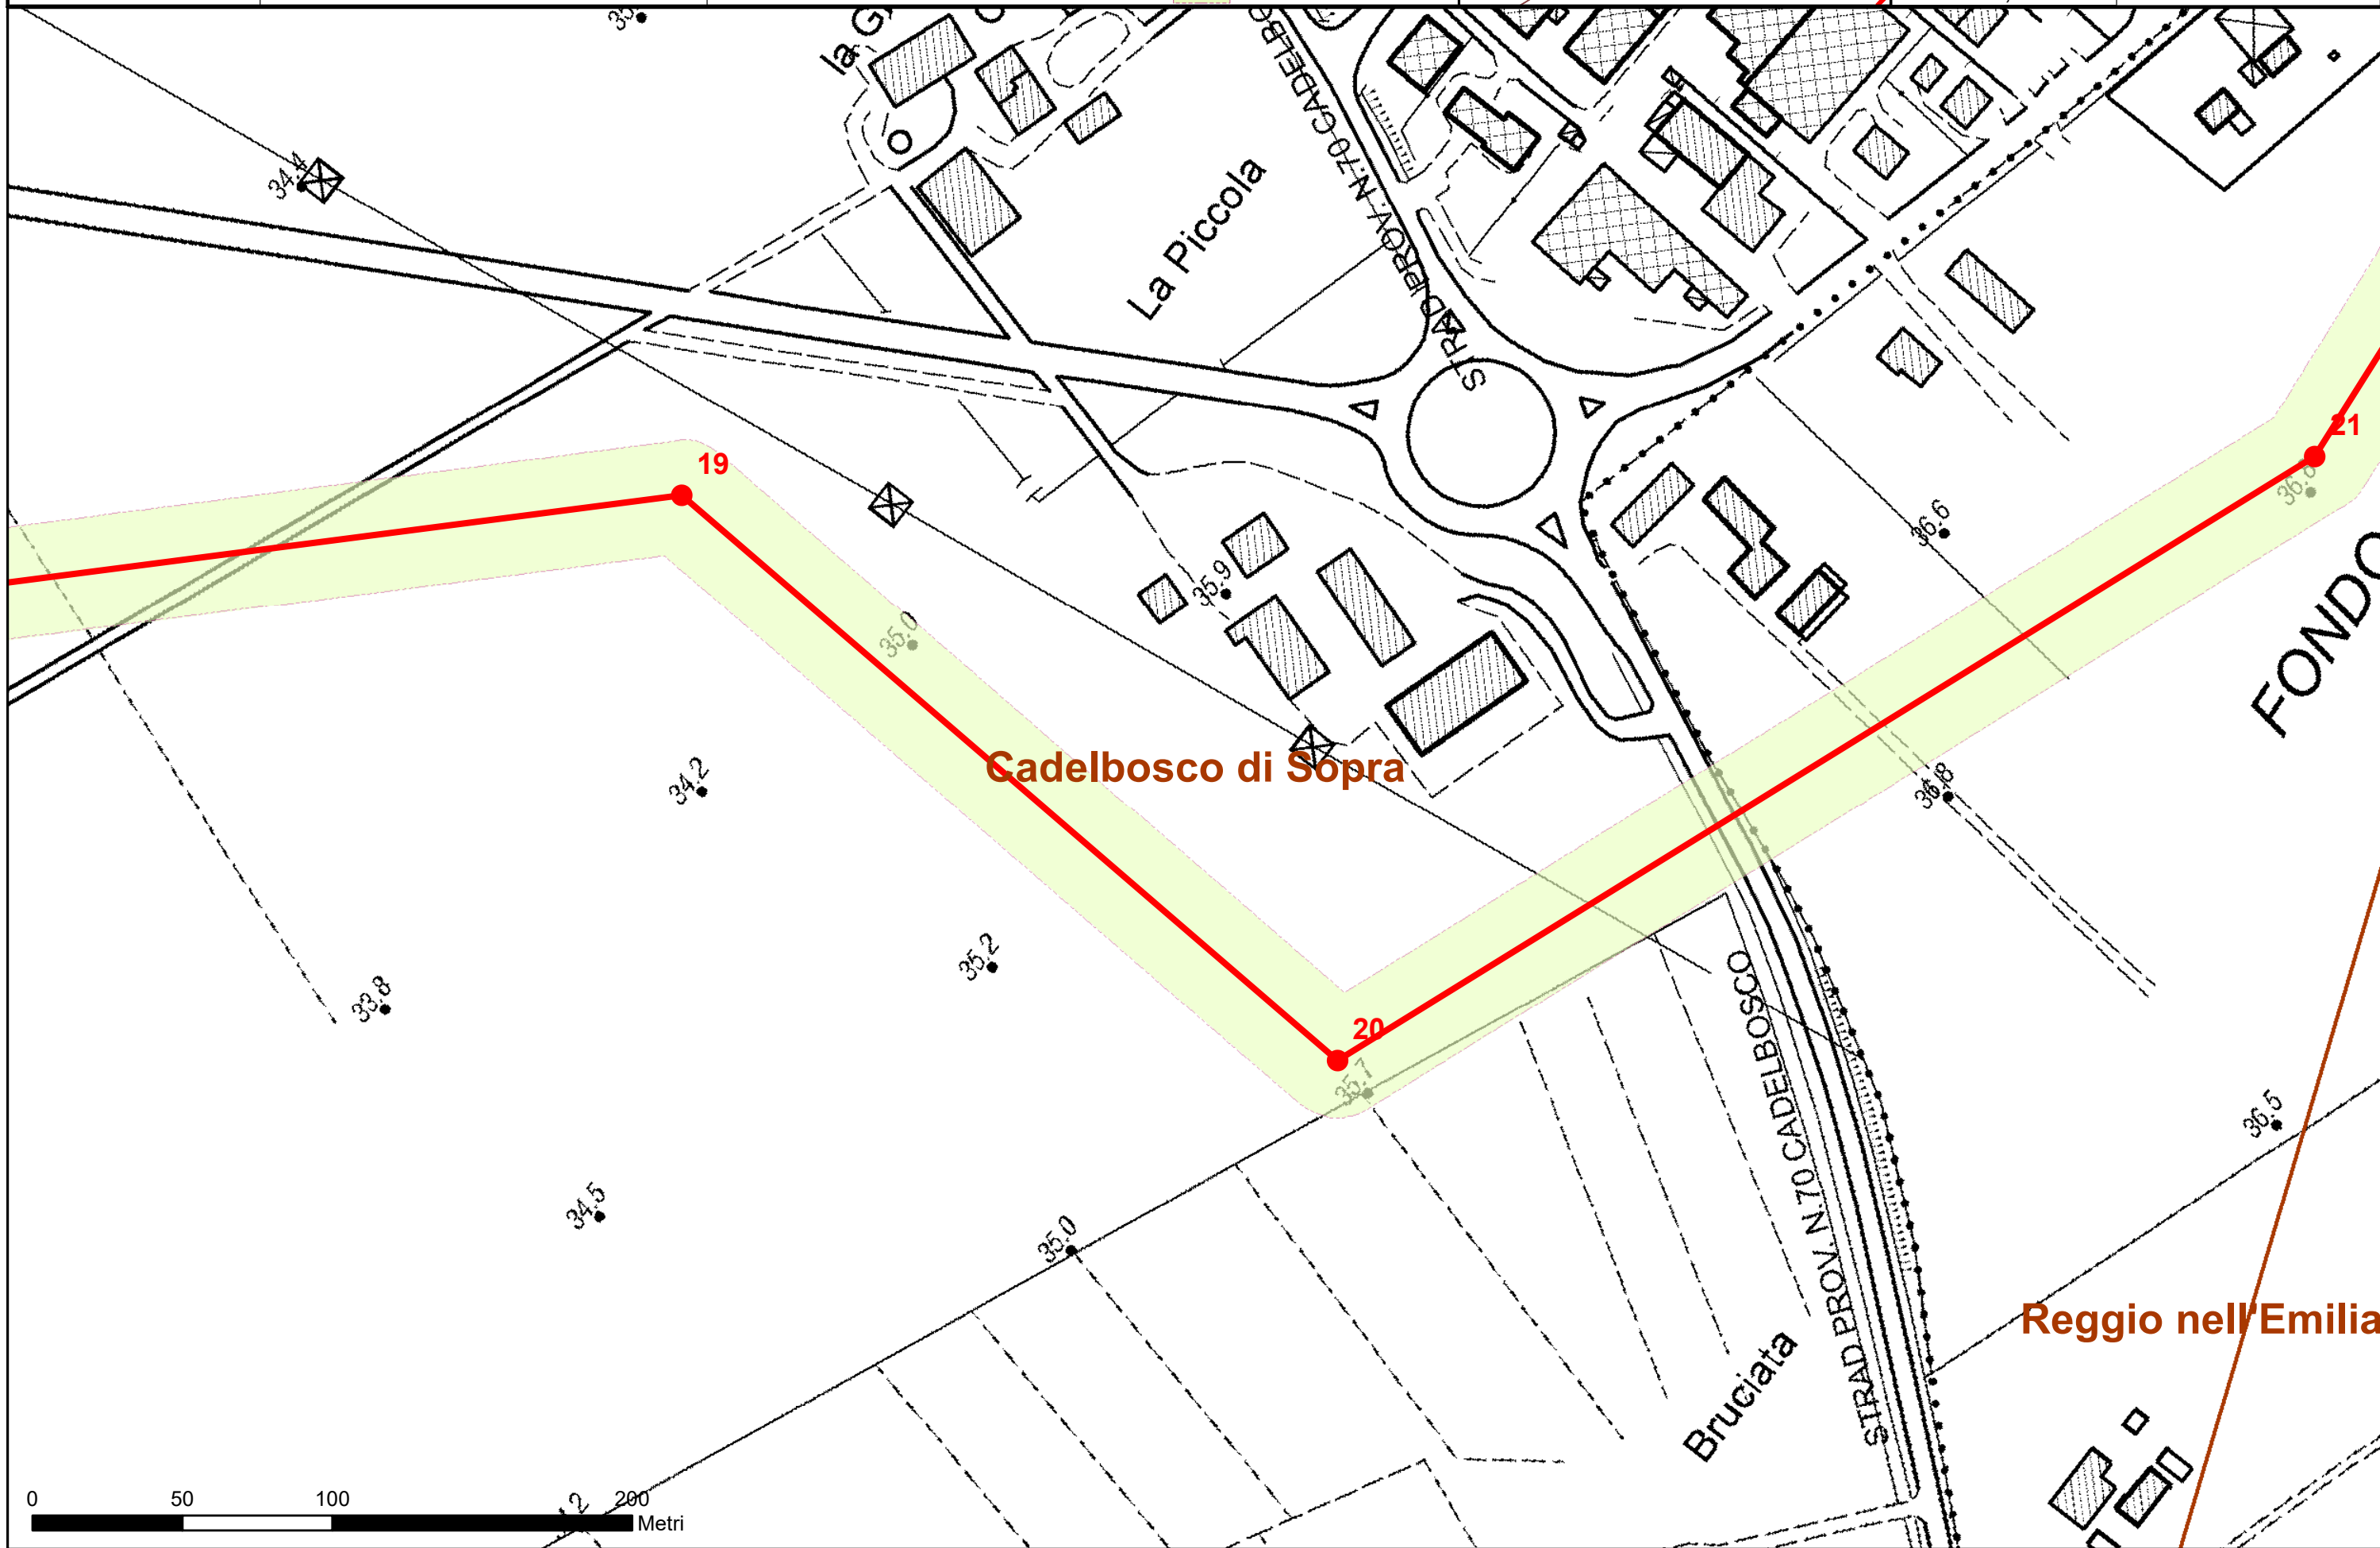 la G
34.4
La Piccola
STRAD.PROV. N.70 CADELBO
19
21
36.6
35.9
35.0
FONDO
Cadelbosco di Sopra
34.2
35.2
33.8
20
35.7
STRAD.PROV. N.70 CADELBOSCO
36.5
34.5
35.0
Reggio nell'Emilia
Bruciata
0 50 100 200
Metri